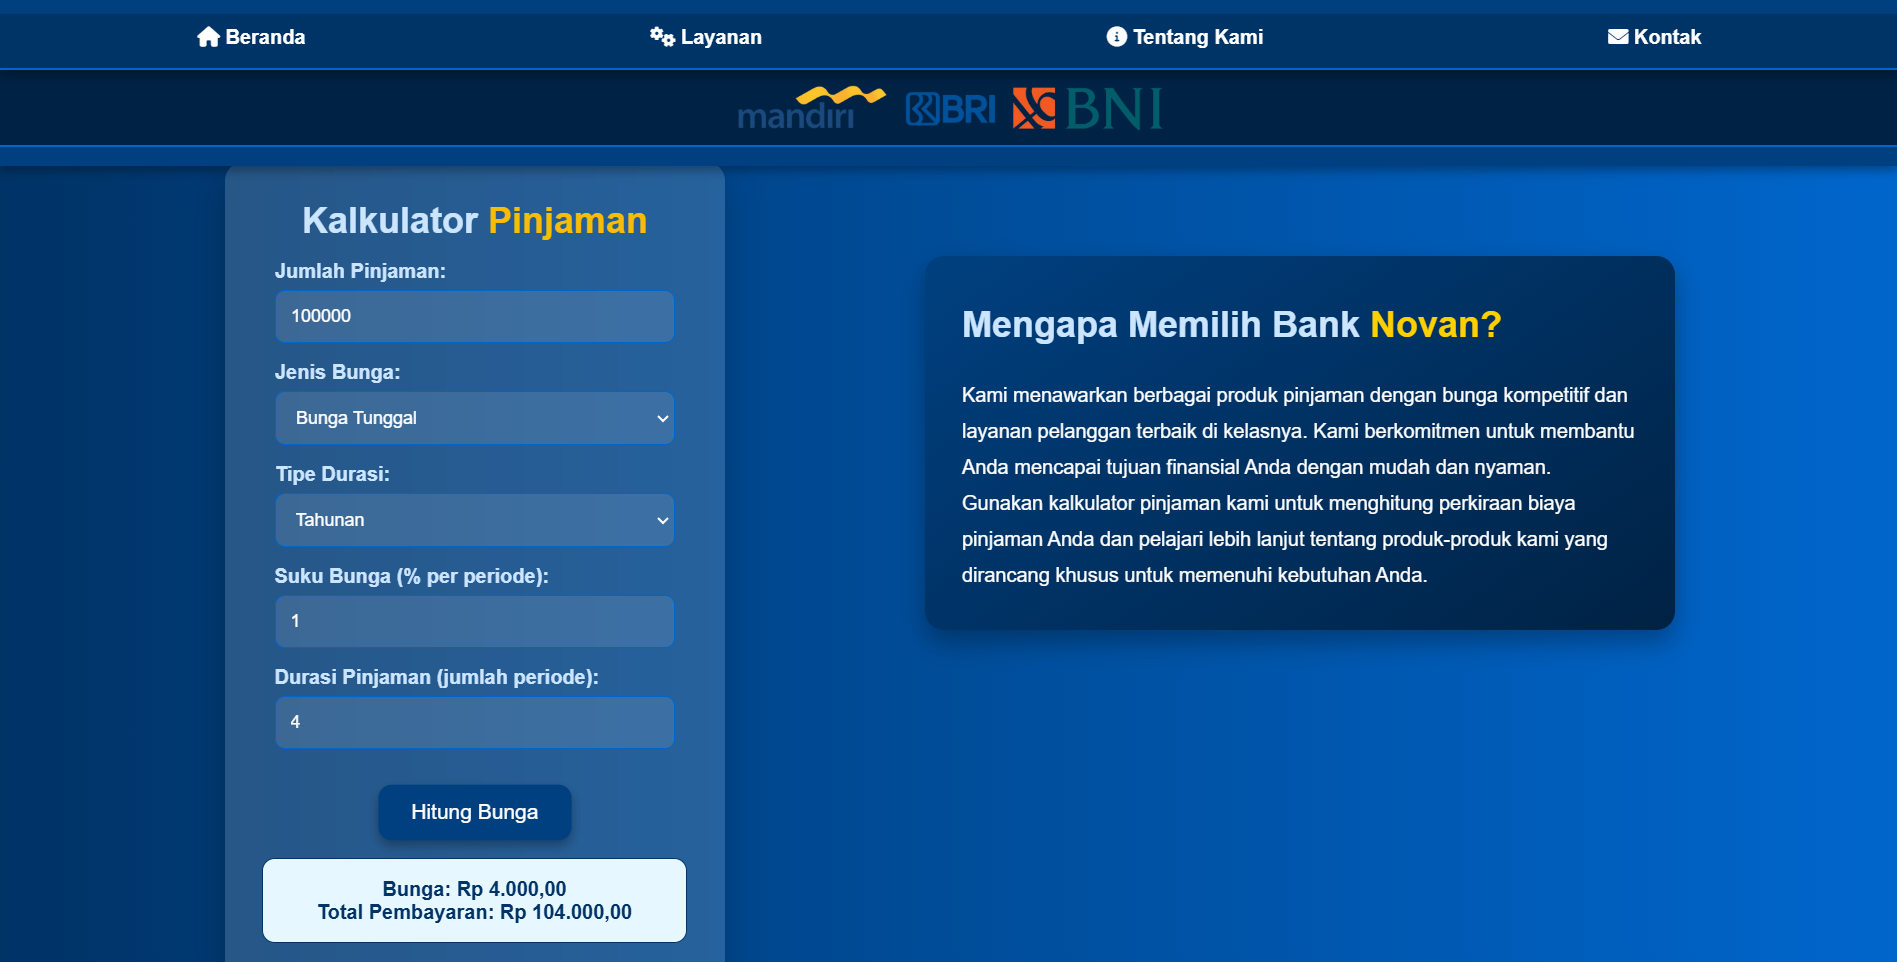 Beranda
Layanan
Tentang Kami
Kontak
mandiri
BRI
BNI
Kalkulator Pinjaman
Jumlah Pinjaman:
100000
Jenis Bunga:
Bunga Tunggal
Tipe Durasi:
Tahunan
Suku Bunga (% per periode):
1
Durasi Pinjaman (jumlah periode):
4
Hitung Bunga
Bunga: Rp 4.000,00
Total Pembayaran: Rp 104.000,00
Mengapa Memilih Bank Novan?
Kami menawarkan berbagai produk pinjaman dengan bunga kompetitif dan
layanan pelanggan terbaik di kelasnya. Kami berkomitmen untuk membantu
Anda mencapai tujuan finansial Anda dengan mudah dan nyaman.
Gunakan kalkulator pinjaman kami untuk menghitung perkiraan biaya
pinjaman Anda dan pelajari lebih lanjut tentang produk-produk kami yang
dirancang khusus untuk memenuhi kebutuhan Anda.